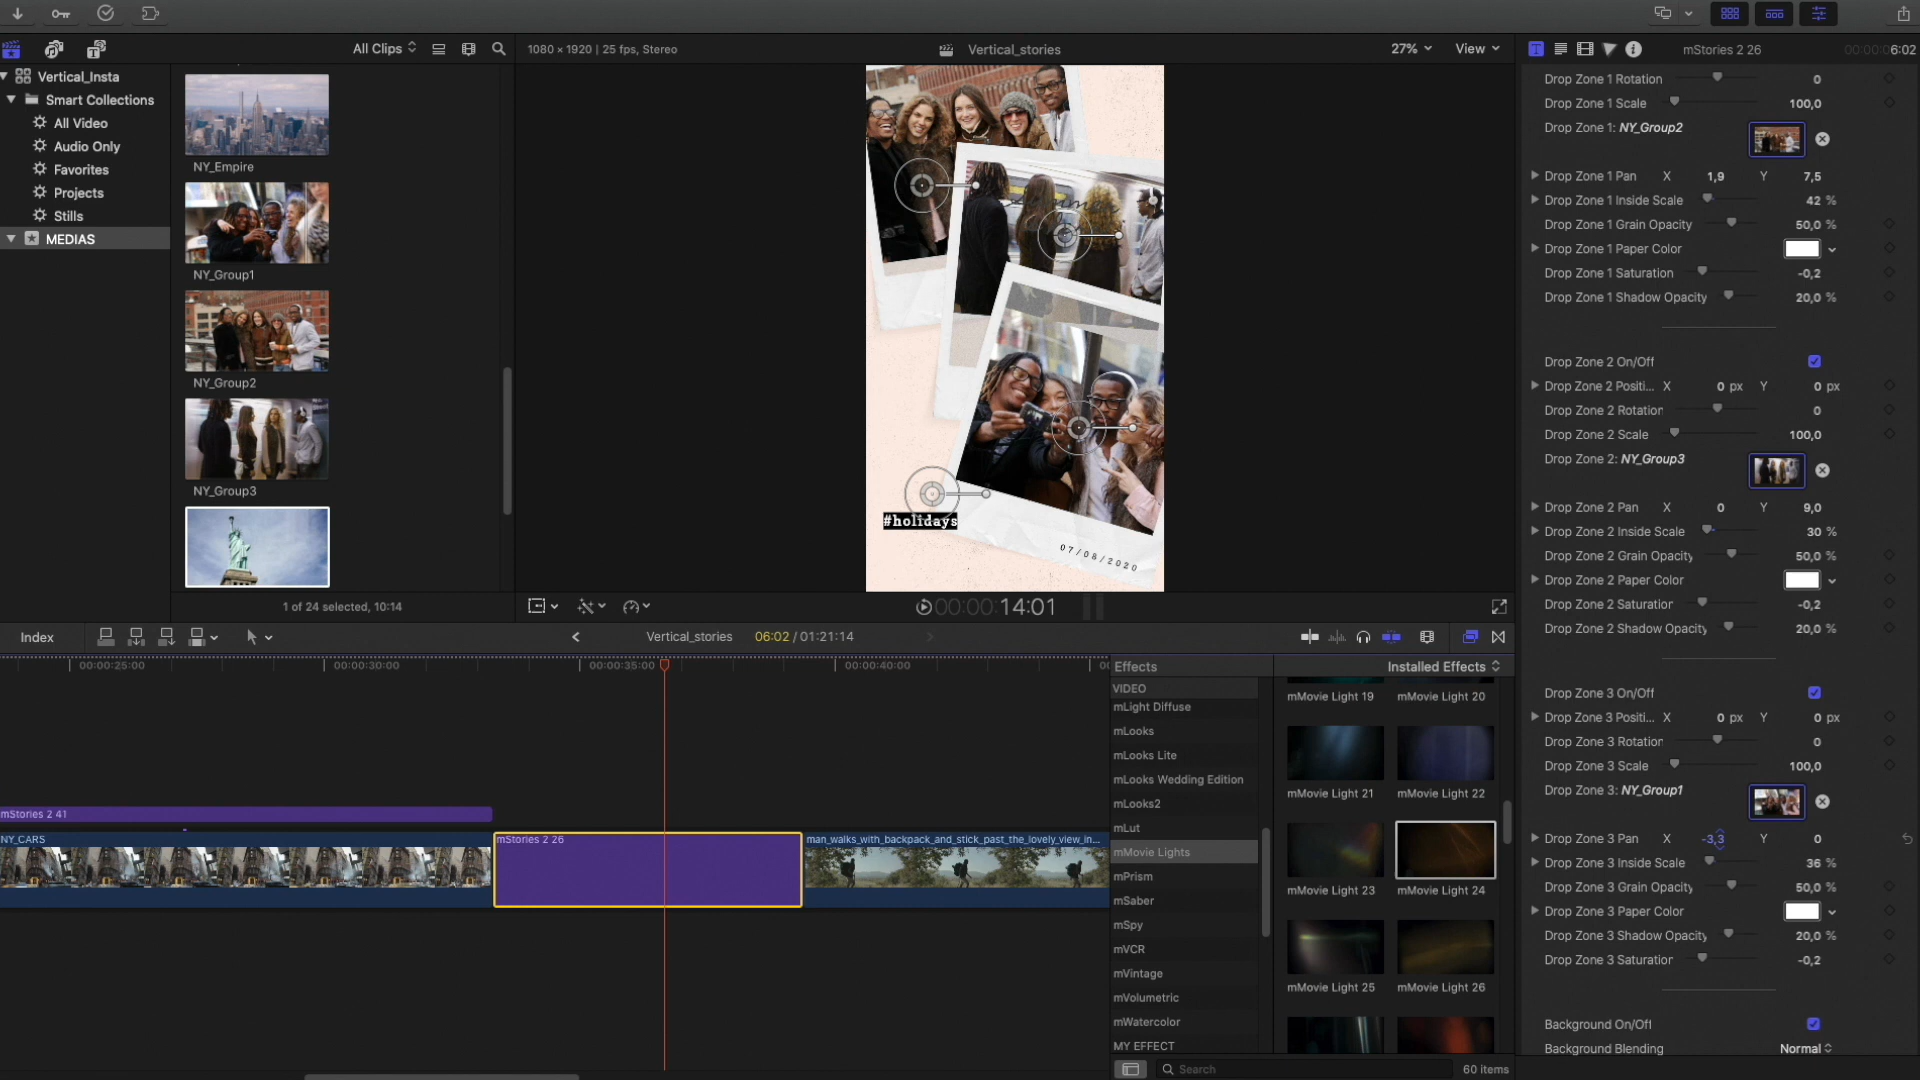 All Clips
1080 × 1920 | 25 fps, Stereo
Vertical_stories
27%
View
mStories 2 26
00:00:06:02
Vertical_Insta
Smart Collections
All Video
Audio Only
Favorites
Projects
Stills
MEDIAS
NY_Empire
NY_Group1
NY_Group2
NY_Group3
1 of 24 selected, 10:14
Summer
#holidays
07/08/2020
00:00:00:14:01
Drop Zone 1 Rotation 0
Drop Zone 1 Scale 100,0
Drop Zone 1: NY_Group2
Drop Zone 1 Pan X 1,9 Y 7,5
Drop Zone 1 Inside Scale 42 %
Drop Zone 1 Grain Opacity 50,0 %
Drop Zone 1 Paper Color
Drop Zone 1 Saturation -0,2
Drop Zone 1 Shadow Opacity 20,0 %
Drop Zone 2 On/Off
Drop Zone 2 Positi... X 0 px Y 0 px
Drop Zone 2 Rotation 0
Drop Zone 2 Scale 100,0
Drop Zone 2: NY_Group3
Drop Zone 2 Pan X 0 Y 9,0
Drop Zone 2 Inside Scale 30 %
Drop Zone 2 Grain Opacity 50,0 %
Drop Zone 2 Paper Color
Drop Zone 2 Saturation -0,2
Drop Zone 2 Shadow Opacity 20,0 %
Drop Zone 3 On/Off
Drop Zone 3 Positi... X 0 px Y 0 px
Drop Zone 3 Rotation 0
Drop Zone 3 Scale 100,0
Drop Zone 3: NY_Group1
Drop Zone 3 Pan X -3,3 Y 0
Drop Zone 3 Inside Scale 36 %
Drop Zone 3 Grain Opacity 50,0 %
Drop Zone 3 Paper Color
Drop Zone 3 Shadow Opacity 20,0 %
Drop Zone 3 Saturation -0,2
Background On/Off
Background Blending Normal
Index
Vertical_stories
06:02 / 01:21:14
00:00:25:00
00:00:30:00
00:00:35:00
00:00:40:00
mStories 2 41
NY_CARS
mStories 2 26
man_walks_with_backpack_and_stick_past_the_lovely_view_in...
Effects
Installed Effects
VIDEO
mLight Diffuse
mLooks
mLooks Lite
mLooks Wedding Edition
mLooks2
mLut
mMovie Lights
mPrism
mSaber
mSpy
mVCR
mVintage
mVolumetric
mWatercolor
MY EFFECT
mMovie Light 19
mMovie Light 20
mMovie Light 21
mMovie Light 22
mMovie Light 23
mMovie Light 24
mMovie Light 25
mMovie Light 26
Search
60 items